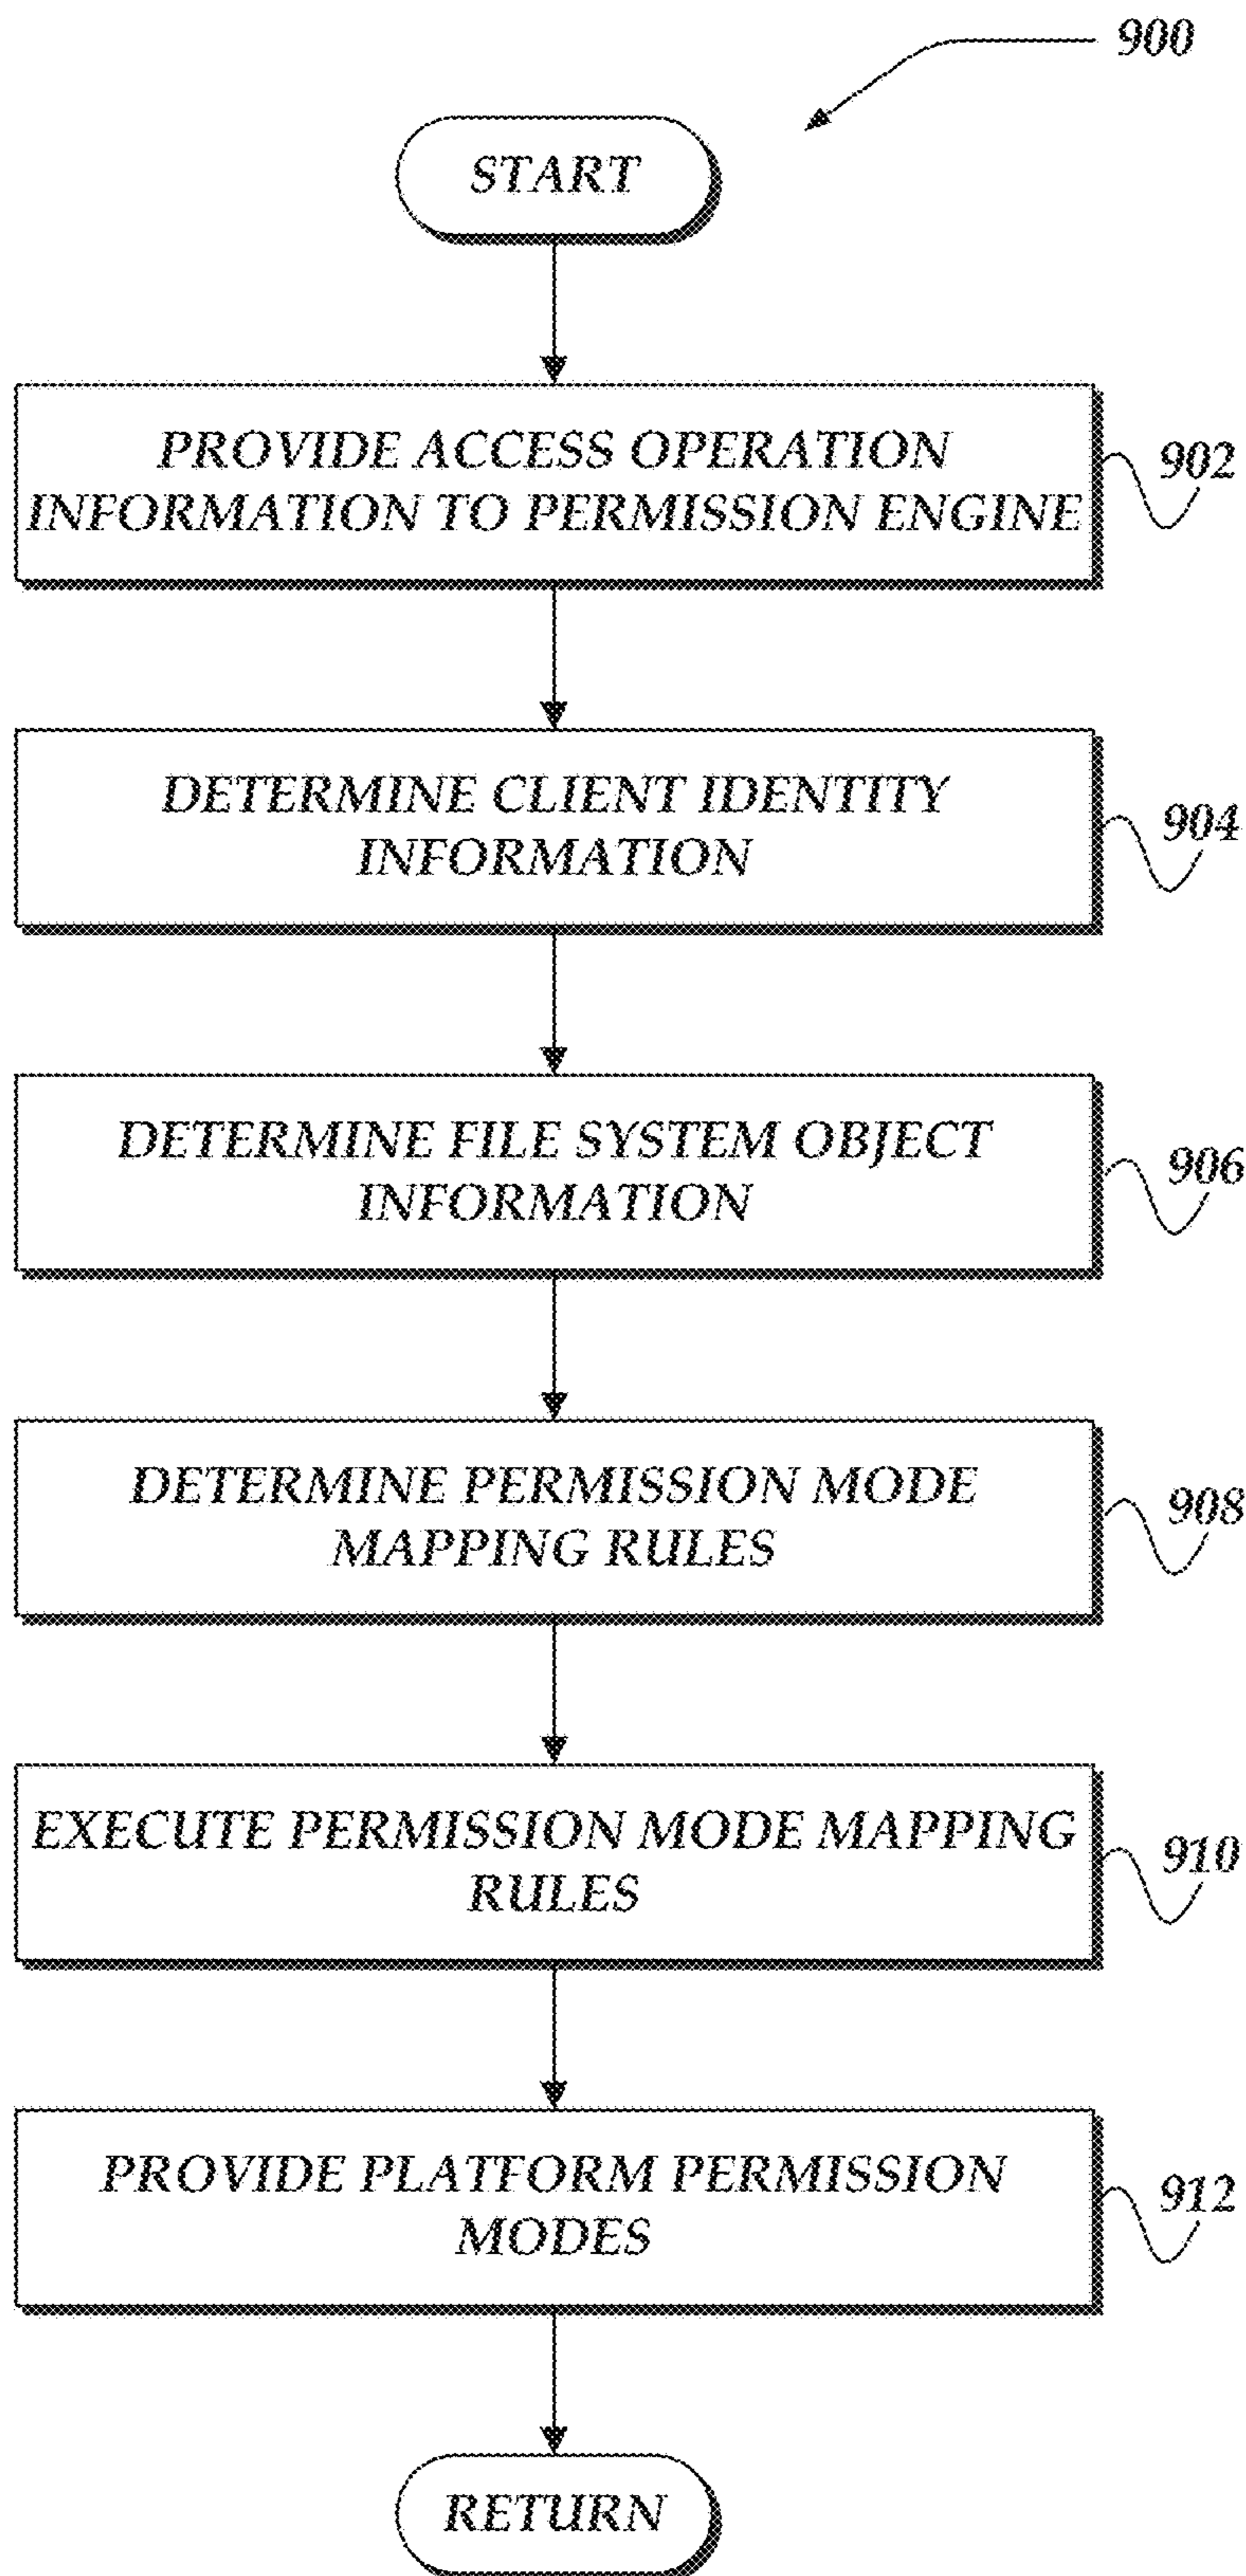 900
START
PROVIDE ACCESS OPERATION
INFORMATION TO PERMISSION ENGINE
902
DETERMINE CLIENT IDENTITY
INFORMATION
904
DETERMINE FILE SYSTEM OBJECT
INFORMATION
906
DETERMINE PERMISSION MODE
MAPPING RULES
908
EXECUTE PERMISSION MODE MAPPING
RULES
910
PROVIDE PLATFORM PERMISSION
MODES
912
RETURN